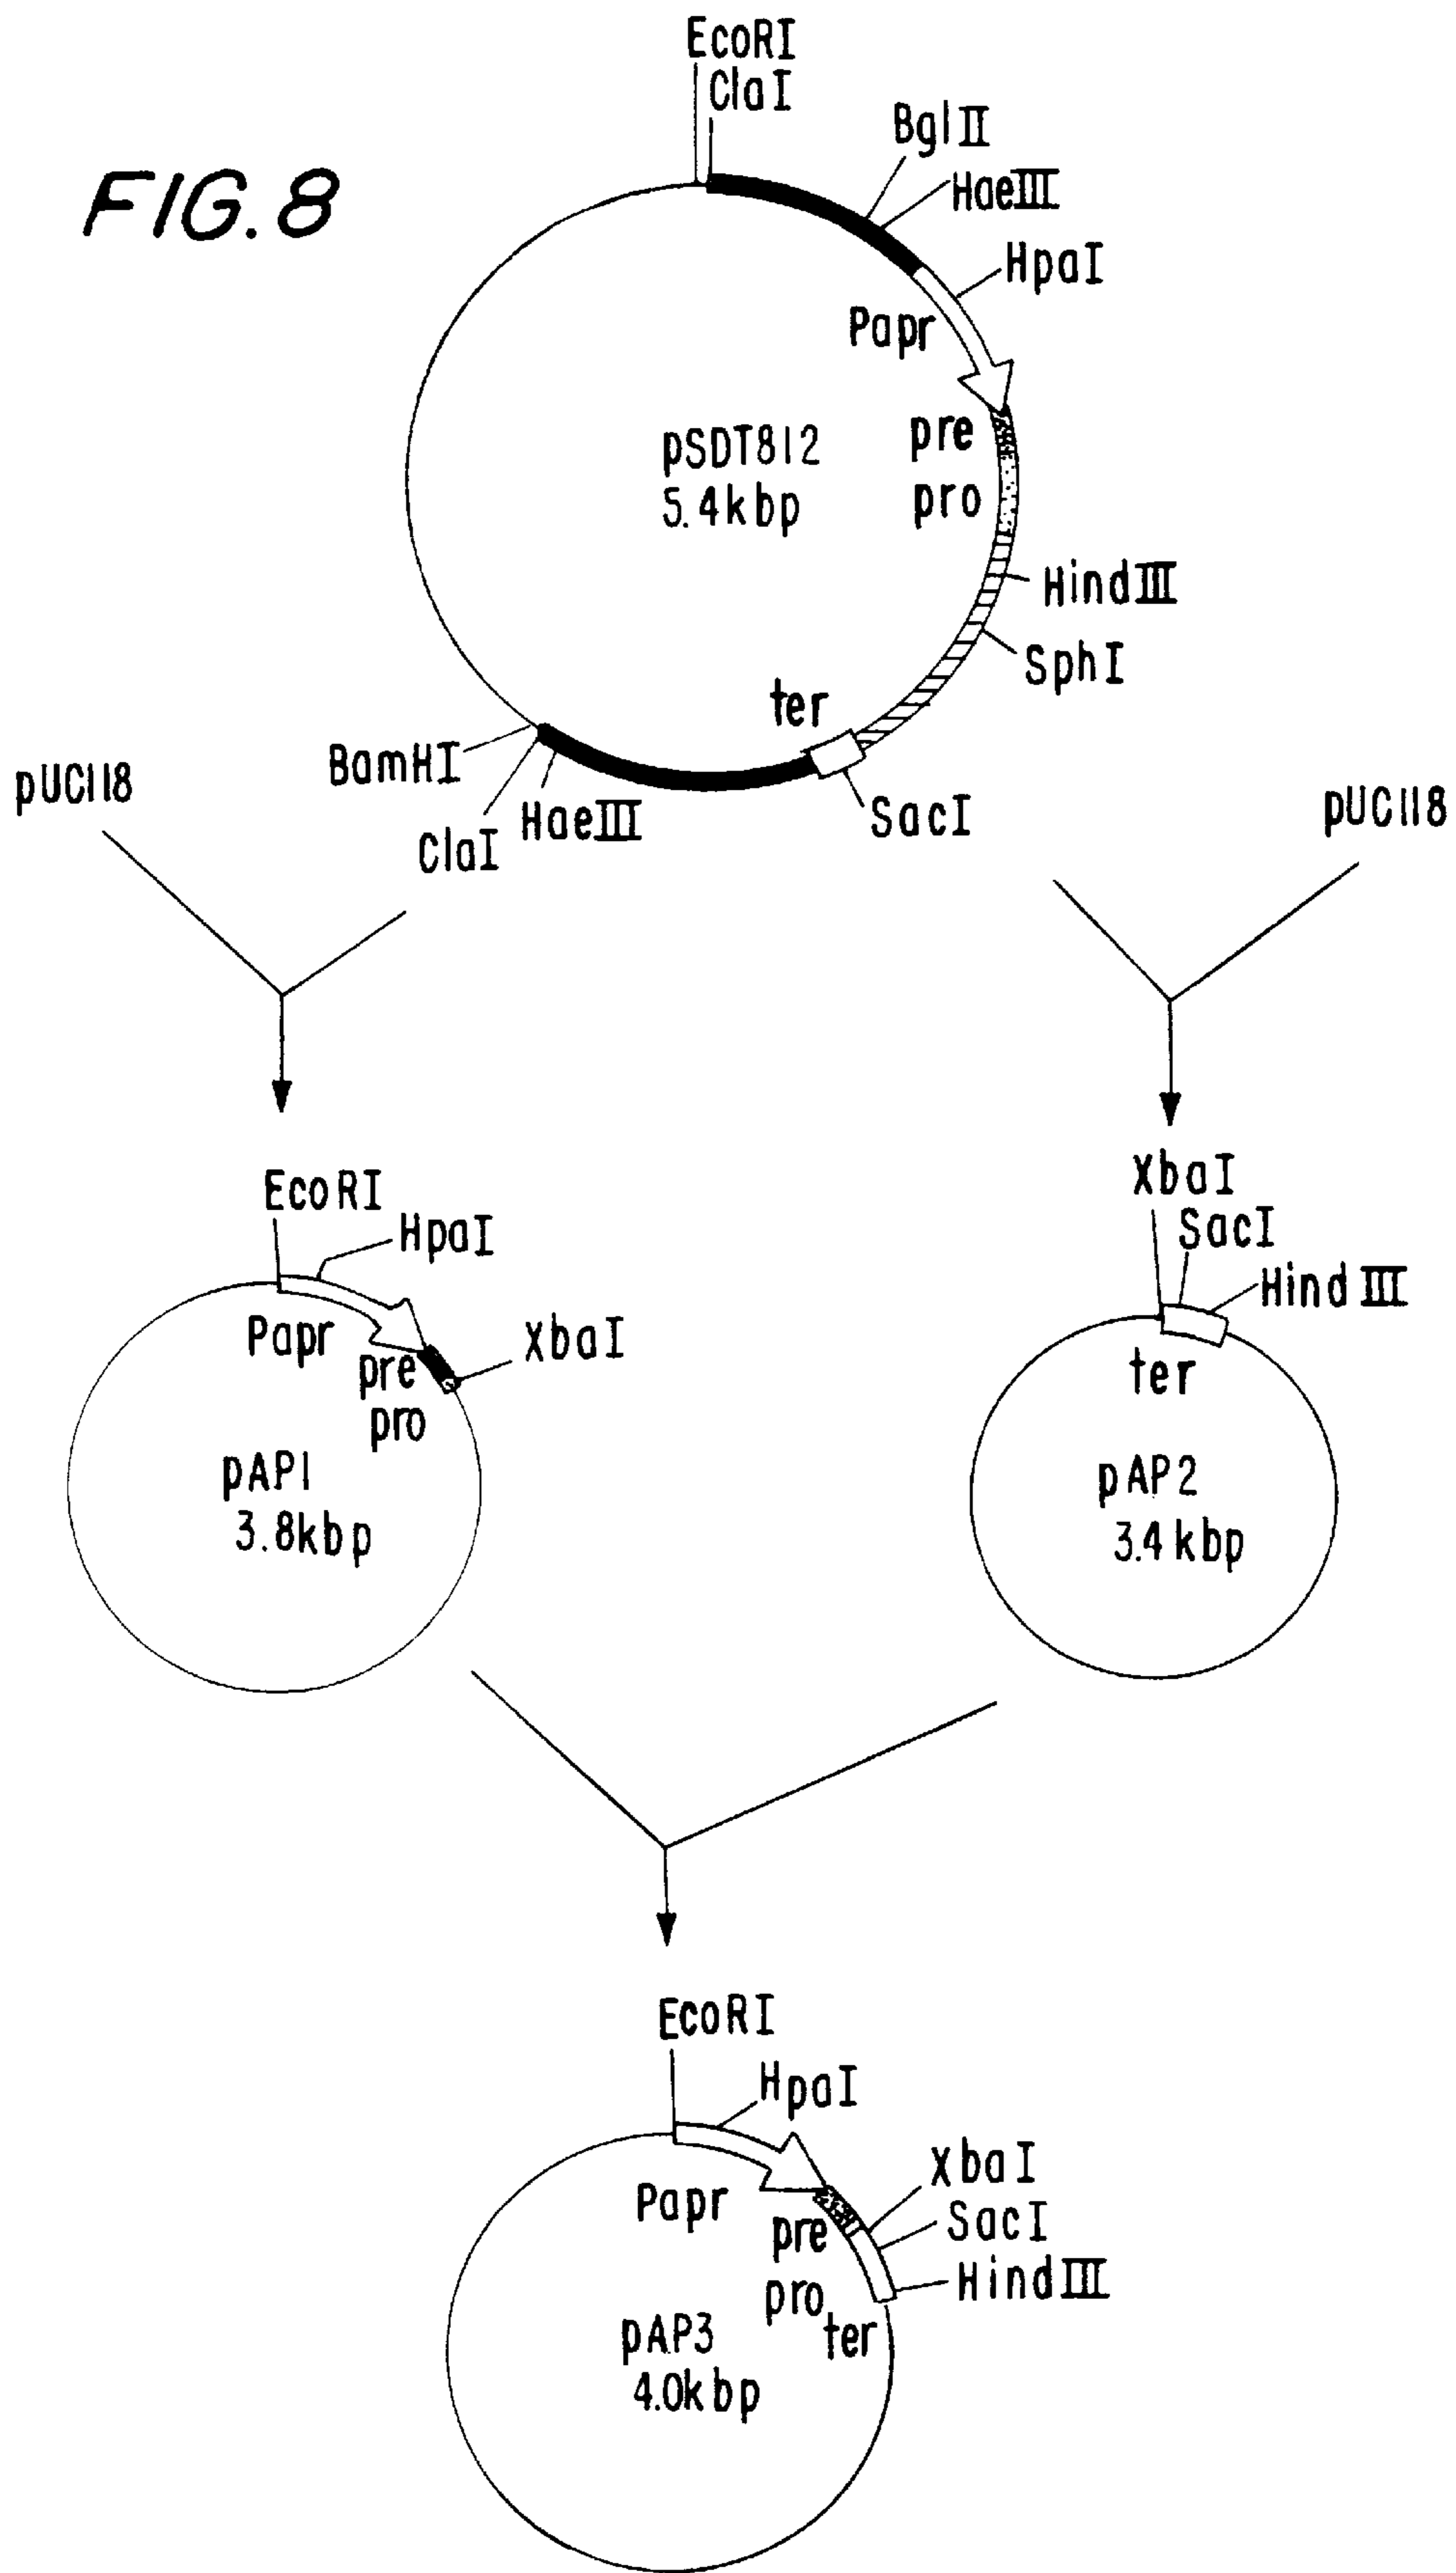 FIG. 8
EcoRI
ClaI
BglII
HaeIII
HpaI
Papr
pre
pro
pSDT812
5.4kbp
HindIII
SphI
ter
SacI
BamHI
ClaI
HaeIII
pUC118
pUC118
EcoRI
HpaI
Papr
pre
pro
XbaI
pAP1
3.8kbp
XbaI
SacI
HindIII
ter
pAP2
3.4kbp
EcoRI
HpaI
Papr
pre
pro
ter
XbaI
SacI
HindIII
pAP3
4.0kbp